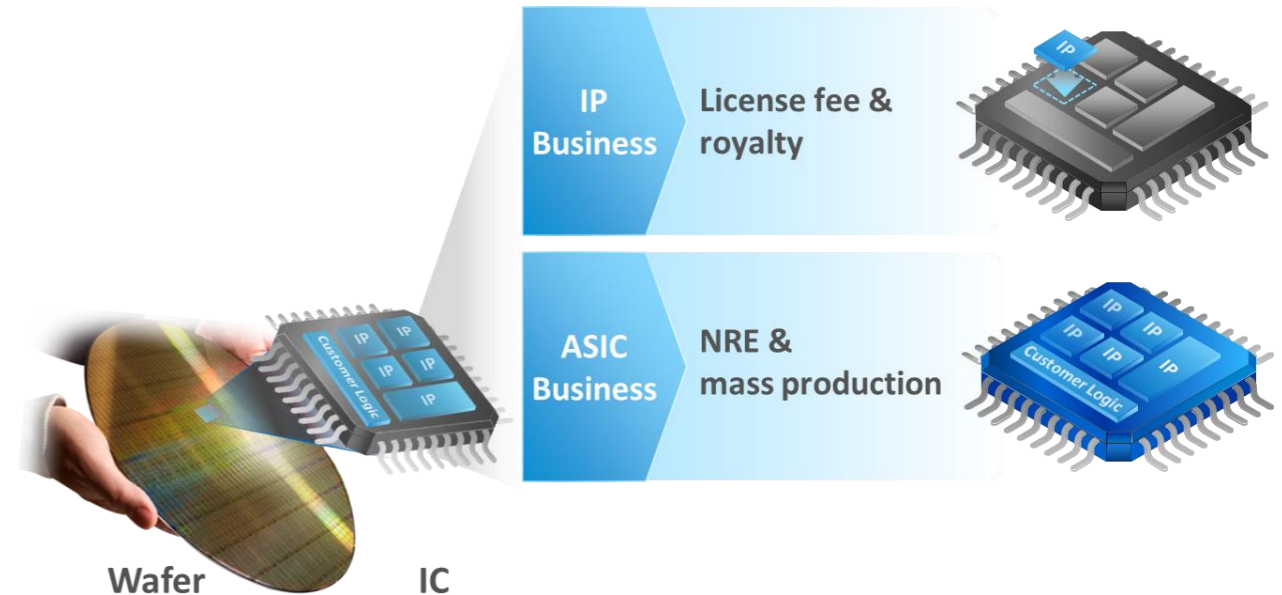 IP
Business
License fee &
royalty
IP
ASIC
Business
NRE &
mass production
IP
IP
IP
IP
IP
Customer Logic
Customer Logic
IP
IP
IP
IP
IP
Wafer
IC